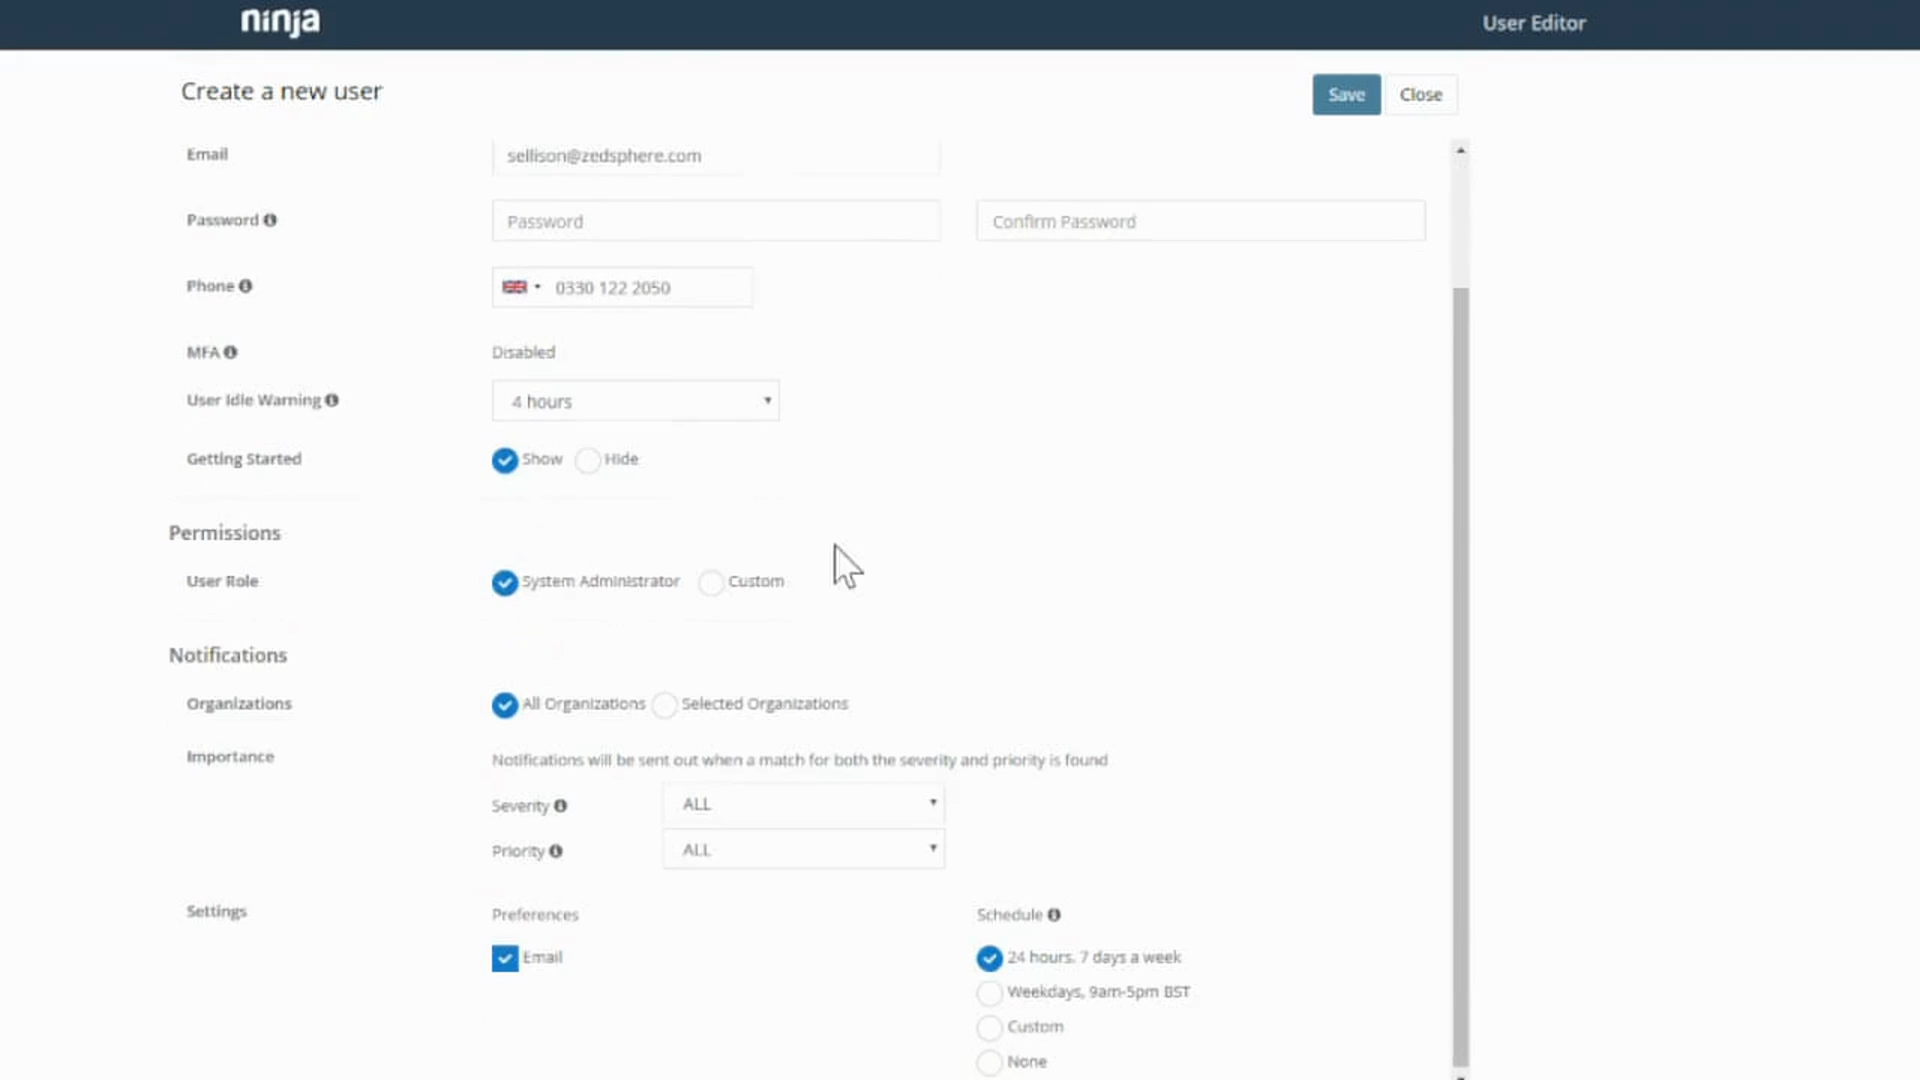 ninja
User Editor
Create a new user
Save
Close
Email
sellison@zedsphere.com
Password
Password
Confirm Password
Phone
0330 122 2050
MFA
Disabled
User Idle Warning
4 hours
Getting Started
Show
Hide
Permissions
User Role
System Administrator
Custom
Notifications
Organizations
All Organizations
Selected Organizations
Importance
Notifications will be sent out when a match for both the severity and priority is found
Severity
ALL
Priority
ALL
Settings
Preferences
Schedule
Email
24 hours. 7 days a week
Weekdays, 9am-5pm BST
Custom
None